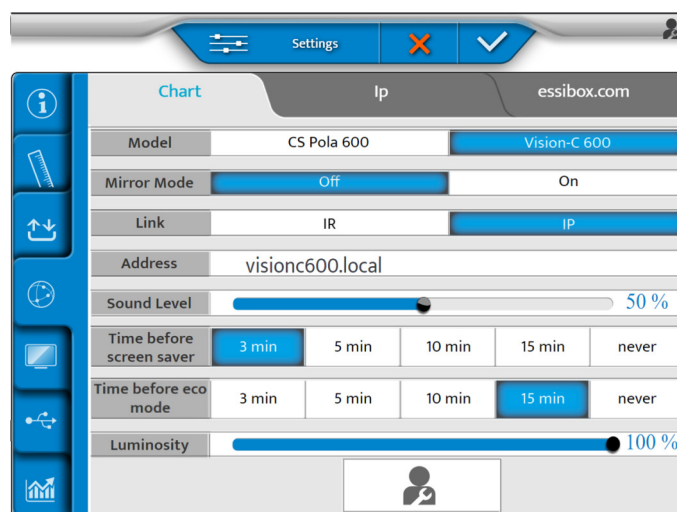 Settings
Chart Ip essibox.com
Model CS Pola 600 Vision-C 600
Mirror Mode Off On
Link IR IP
Address visionc600.local
Sound Level 50 %
Time before
screen saver 3 min 5 min 10 min 15 min never
Time before eco
mode 3 min 5 min 10 min 15 min never
Luminosity 100 %